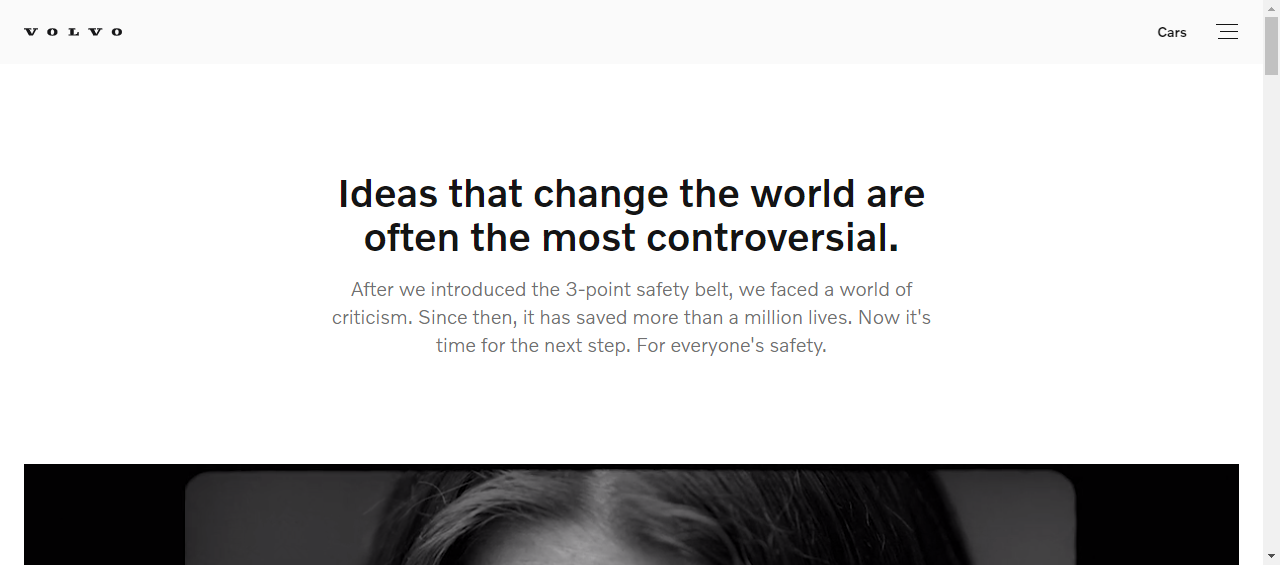 VOLVO
Cars
Ideas that change the world are
often the most controversial.
After we introduced the 3-point safety belt, we faced a world of
criticism. Since then, it has saved more than a million lives. Now it's
time for the next step. For everyone's safety.